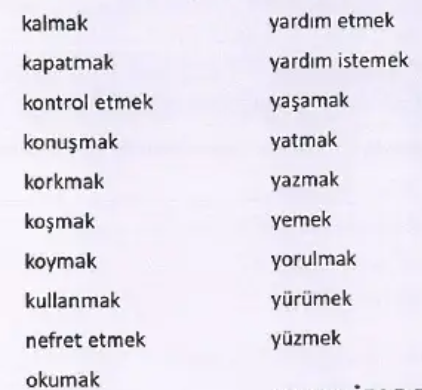 kalmak
kapatmak
kontrol etmek
konuşmak
korkmak
koşmak
koymak
kullanmak
nefret etmek
okumak
yardım etmek
yardım istemek
yaşamak
yatmak
yazmak
yemek
yorulmak
yürümek
yüzmek